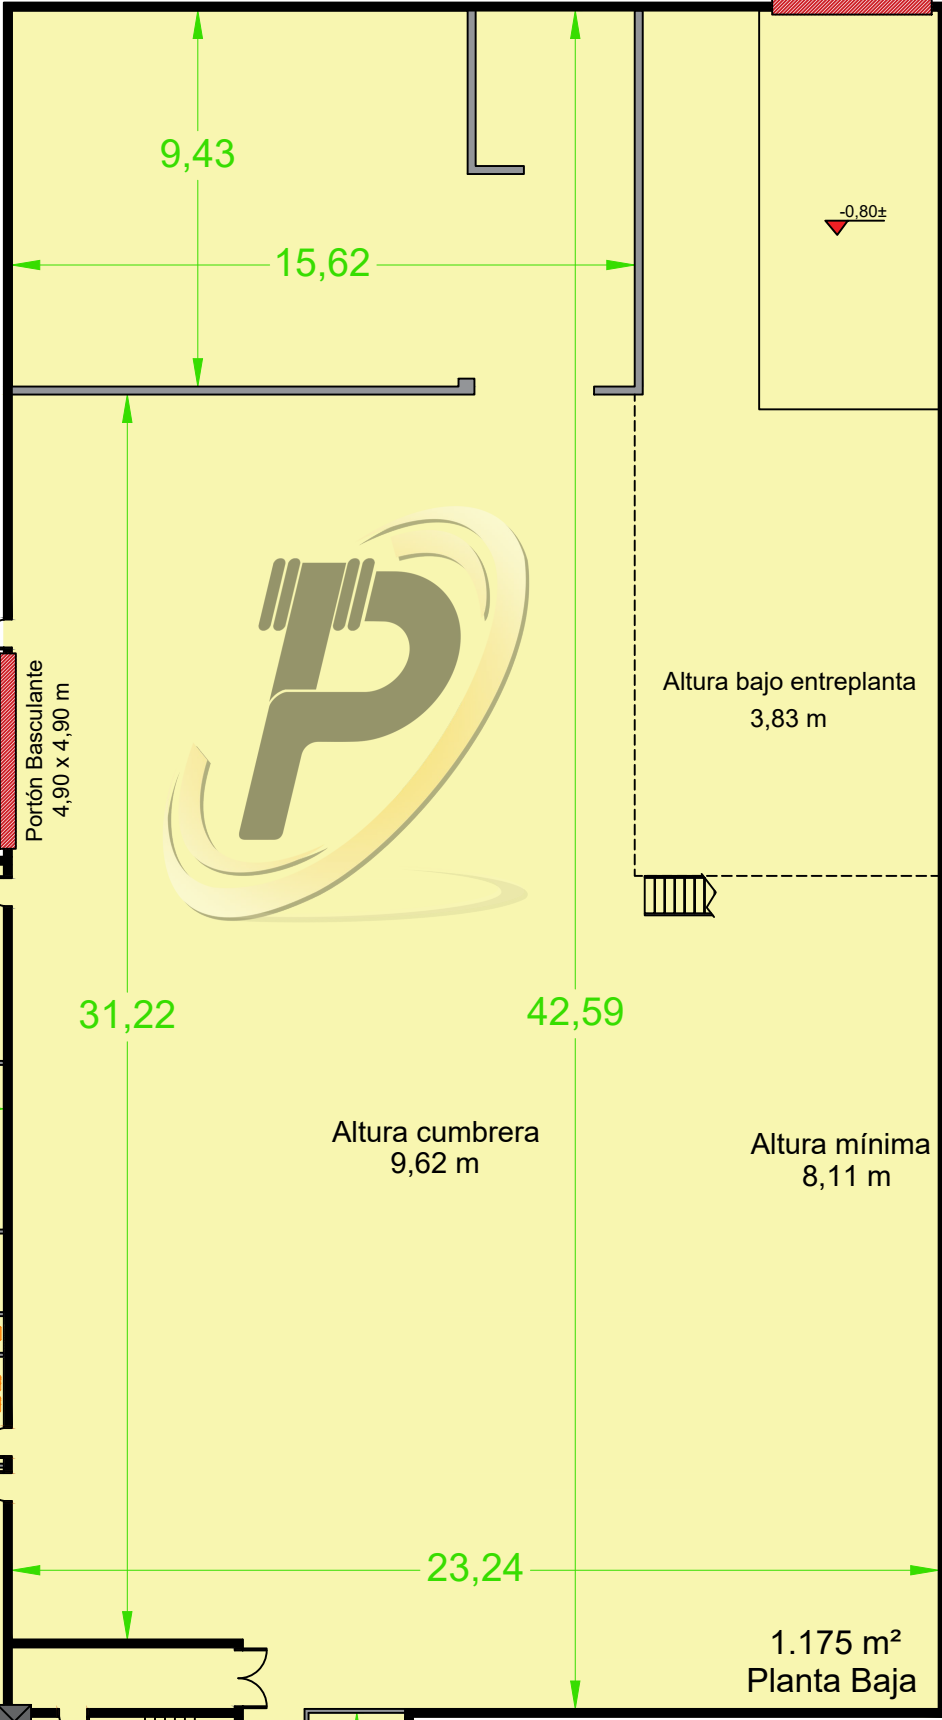 9,43
-0,80±
15,62
Portón Basculante
4,90 x 4,90 m
Altura bajo entreplanta
3,83 m
31,22
42,59
Altura cumbrera
9,62 m
Altura mínima
8,11 m
23,24
1.175 m²
Planta Baja